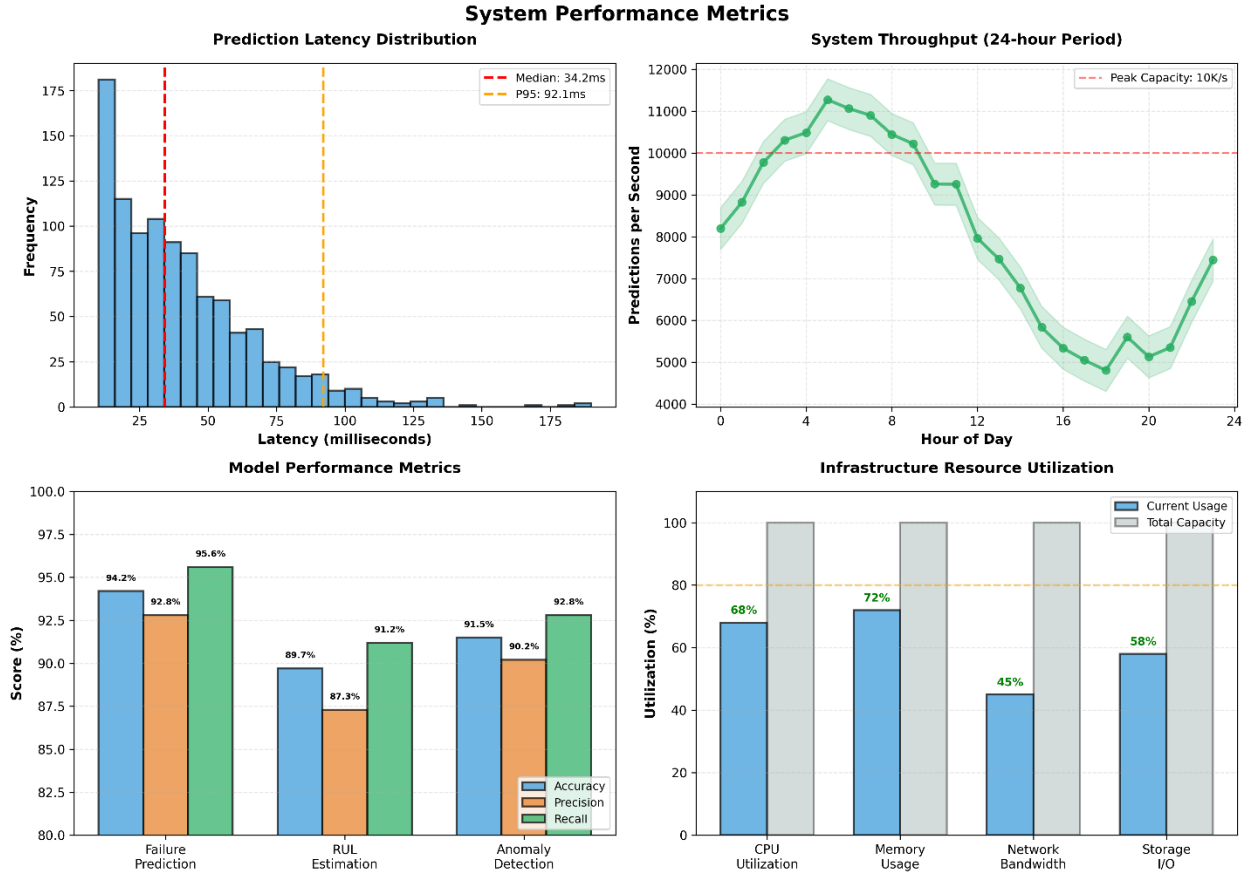 System Performance Metrics
Prediction Latency Distribution
Median: 34.2ms
P95: 92.1ms
Frequency
175
150
125
100
75
50
25
0
25
50
75
100
125
150
175
Latency (milliseconds)
System Throughput (24-hour Period)
Peak Capacity: 10K/s
Predictions per Second
12000
11000
10000
9000
8000
7000
6000
5000
4000
0
4
8
12
16
20
24
Hour of Day
Model Performance Metrics
Score (%)
100.0
97.5
95.0
92.5
90.0
87.5
85.0
82.5
80.0
94.2%
92.8%
95.6%
89.7%
87.3%
91.2%
91.5%
90.2%
92.8%
Accuracy
Precision
Recall
Failure
Prediction
RUL
Estimation
Anomaly
Detection
Infrastructure Resource Utilization
Current Usage
Total Capacity
Utilization (%)
100
80
60
40
20
0
68%
72%
45%
58%
CPU
Utilization
Memory
Usage
Network
Bandwidth
Storage
I/O